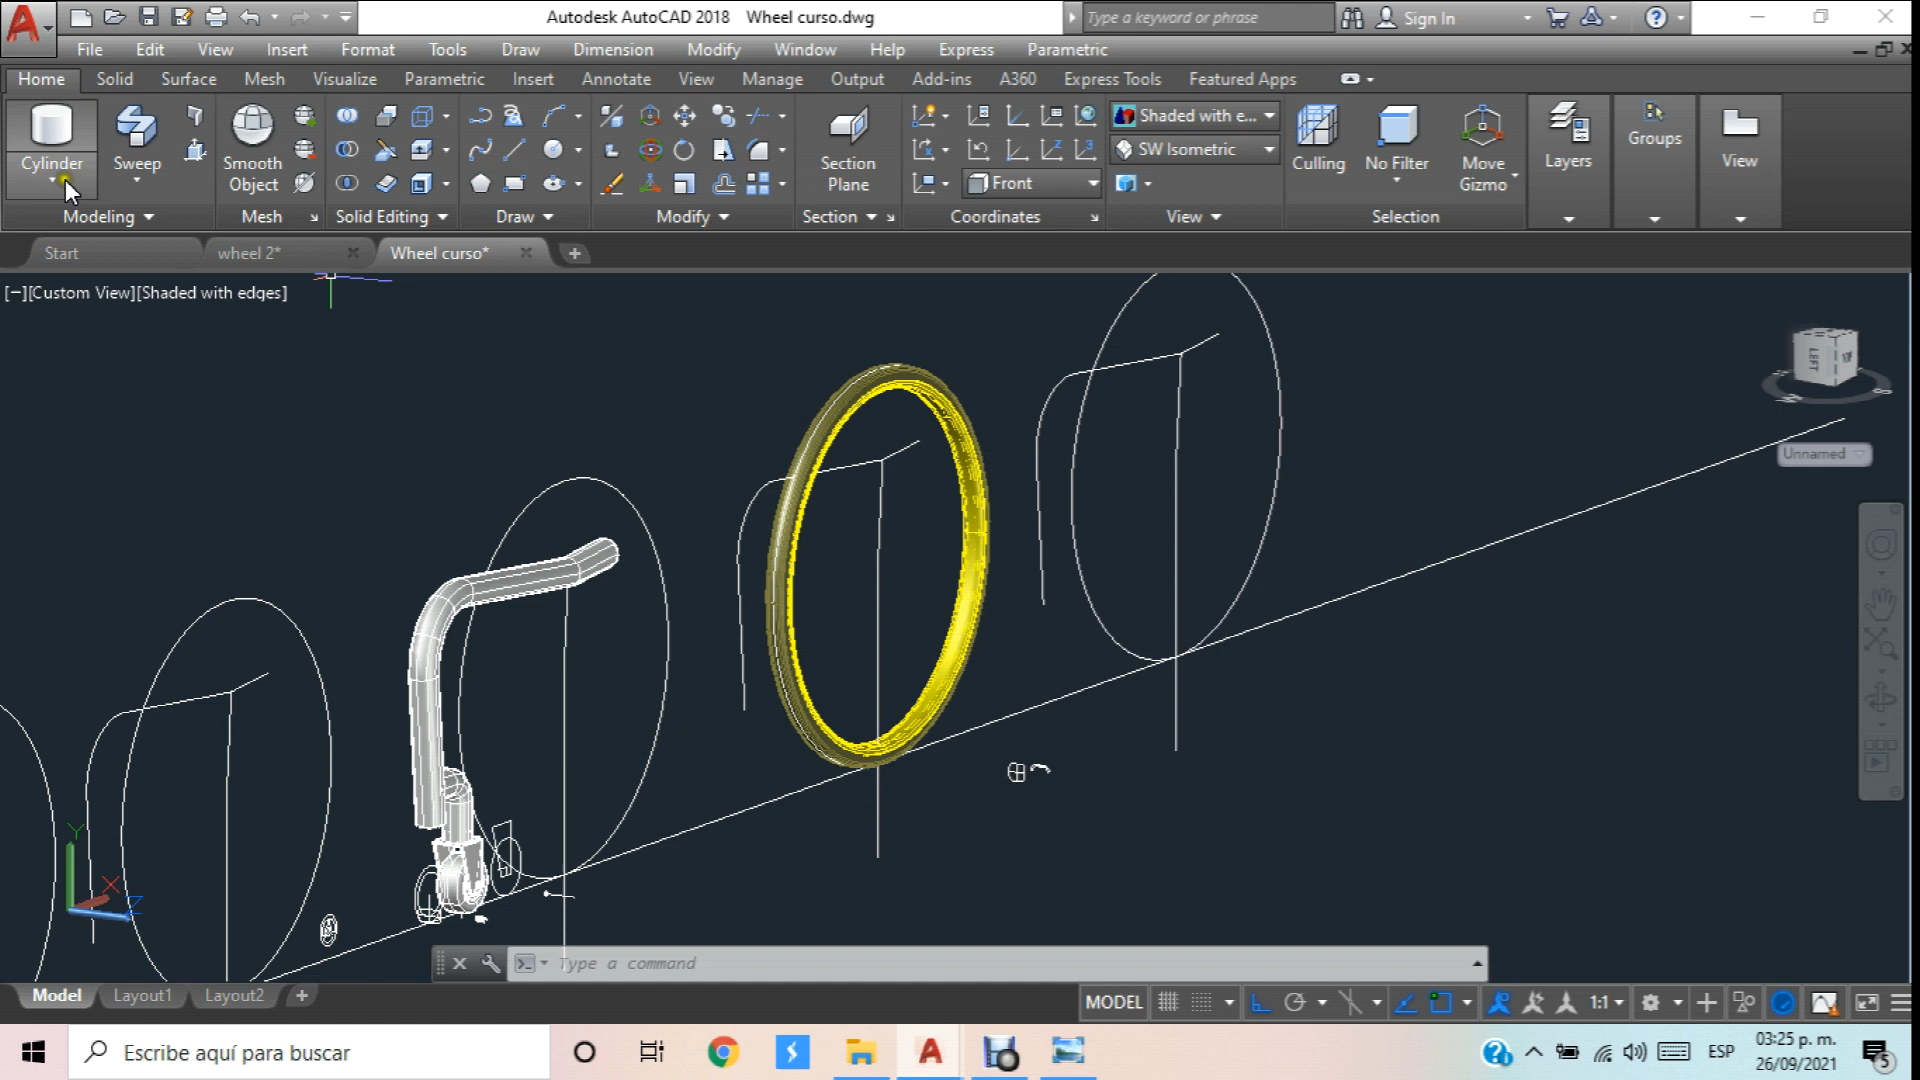 Autodesk AutoCAD 2018 Wheel curso.dwg
Type a keyword or phrase
Sign In
File Edit View Insert Format Tools Draw Dimension Modify Window Help Express Parametric
Home Solid Surface Mesh Visualize Parametric Insert Annotate View Manage Output Add-ins A360 Express Tools Featured Apps
Cylinder
Sweep
Smooth Object
Section Plane
Front
Shaded with e...
SW Isometric
Culling
No Filter
Move Gizmo
Layers
Groups
View
Modeling Mesh Solid Editing Draw Modify Section Coordinates View Selection
Start wheel 2* Wheel curso*
[−][Custom View][Shaded with edges]
LEFT
Unnamed
Y
X
Z
Type a command
Model Layout1 Layout2
MODEL
1:1
Escribe aquí para buscar
ESP
03:25 p. m.
26/09/2021
5